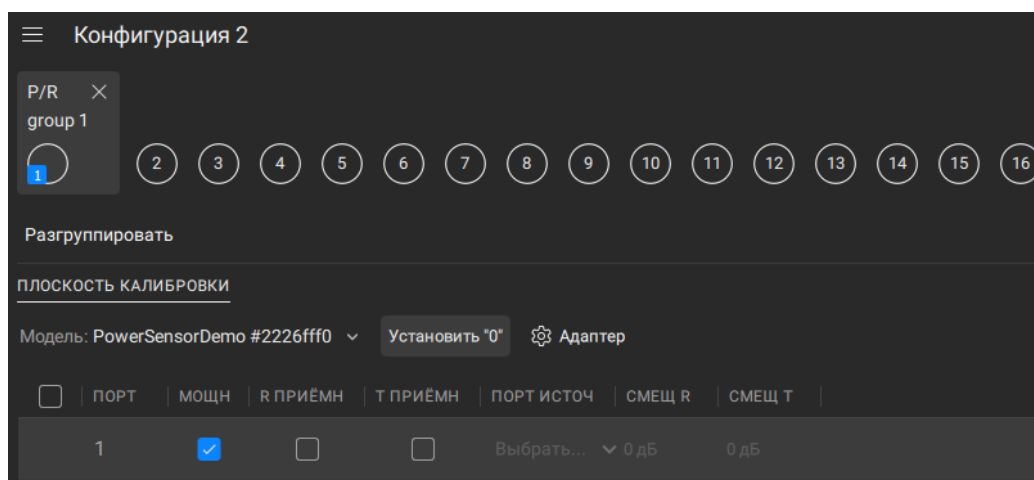 Конфигурация 2
P/R
group 1
1
2 3 4 5 6 7 8 9 10 11 12 13 14 15 16
Разгруппировать
ПЛОСКОСТЬ КАЛИБРОВКИ
Модель: PowerSensorDemo #2226fff0 Установить "0" Адаптер
ПОРТ МОЩН R ПРИЁМН T ПРИЁМН ПОРТ ИСТОЧ СМЕЩ R СМЕЩ T
1 Выбрать... 0 дБ 0 дБ